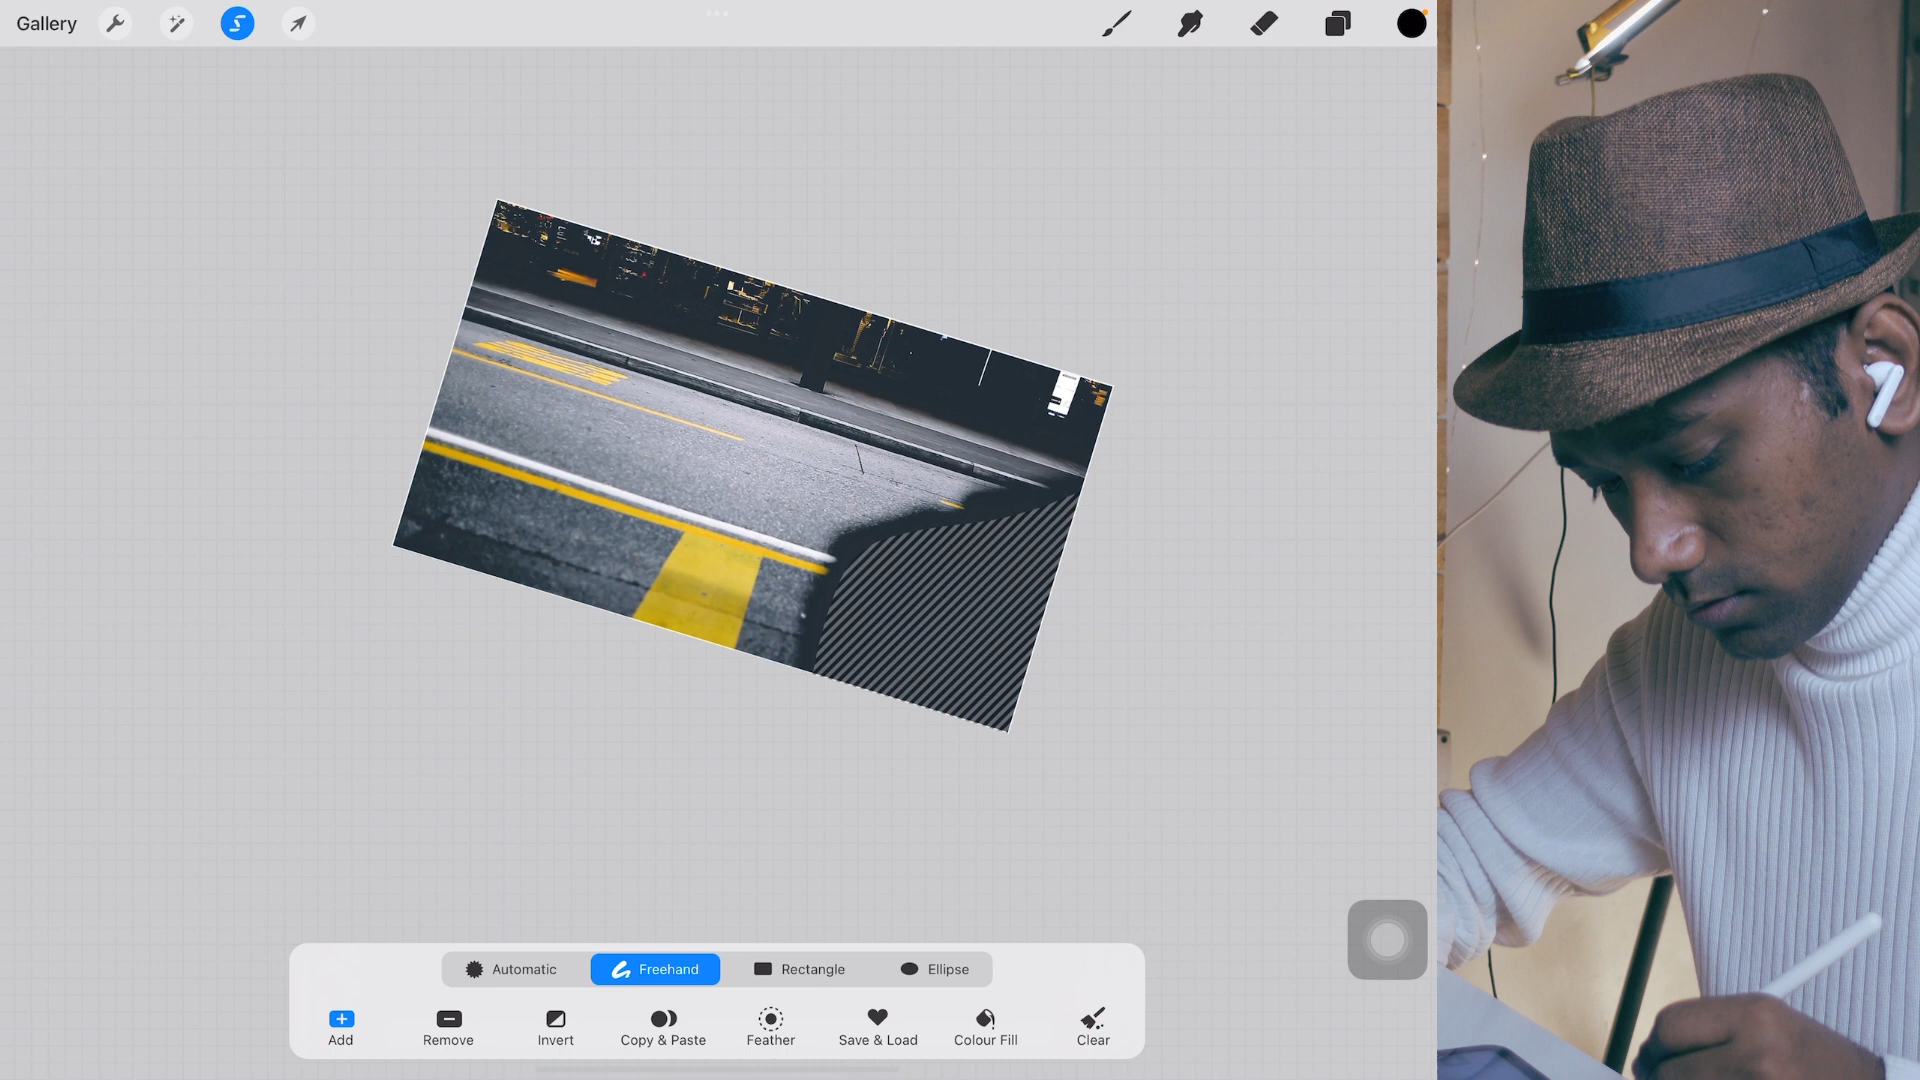 Gallery
Automatic
Freehand
Rectangle
Ellipse
Add
Remove
Invert
Copy & Paste
Feather
Save & Load
Colour Fill
Clear